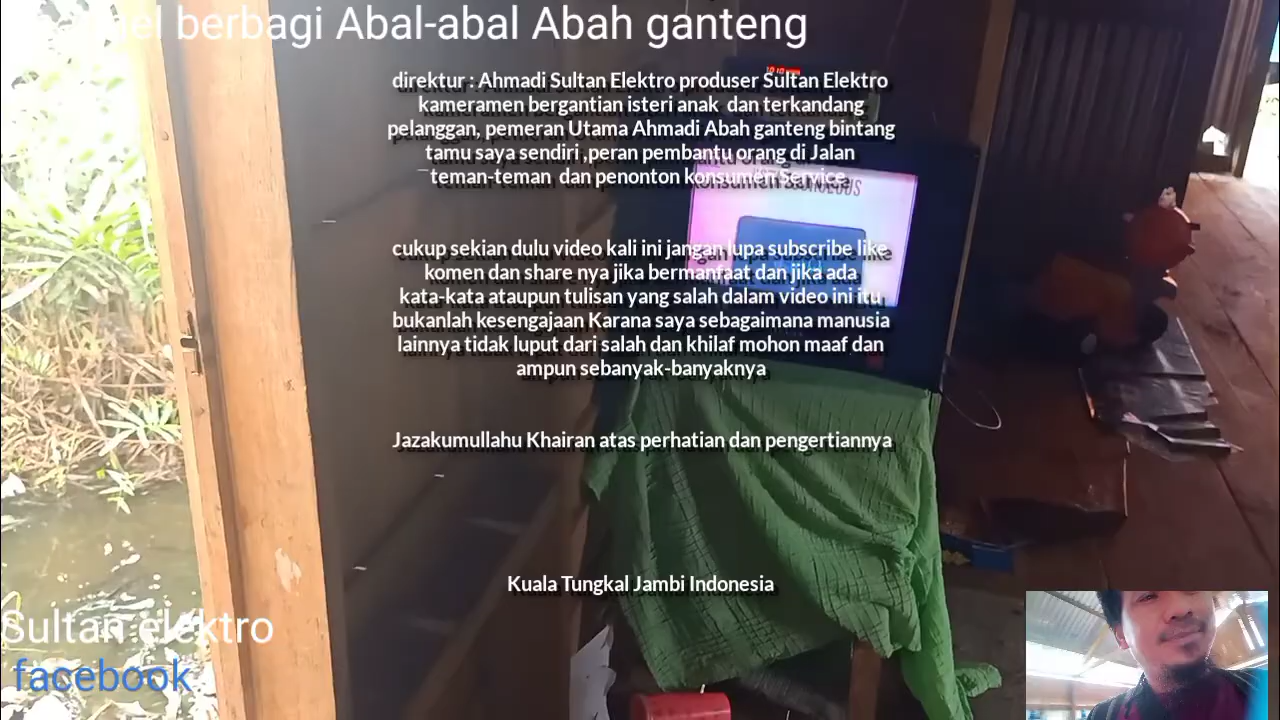 berbagi Abal-abal Abah ganteng
direktur : Ahmadi Sultan Elektro produser Sultan Elektro
kameramen bergantian isteri anak dan terkandang
pelanggan, pemeran Utama Ahmadi Abah ganteng bintang
tamu saya sendiri ,peran pembantu orang di Jalan
teman-teman dan penonton konsumen Service
cukup sekian dulu video kali ini jangan lupa subscribe like
komen dan share nya jika bermanfaat dan jika ada
kata-kata ataupun tulisan yang salah dalam video ini itu
bukanlah kesengajaan Karana saya sebagaimana manusia
lainnya tidak luput dari salah dan khilaf mohon maaf dan
ampun sebanyak-banyaknya
Jazakumullahu Khairan atas perhatian dan pengertiannya
Kuala Tungkal Jambi Indonesia
Sultan elektro
facebook